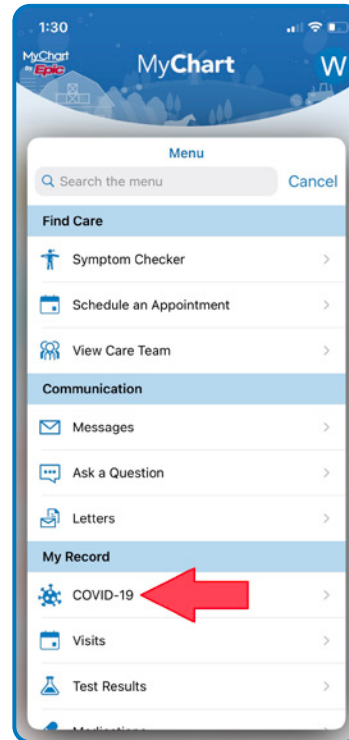 1:30
MyChart
by Epic
MyChart
W
Menu
Search the menu
Cancel
Find Care
Symptom Checker
Schedule an Appointment
View Care Team
Communication
Messages
Ask a Question
Letters
My Record
COVID-19
Visits
Test Results
Medications